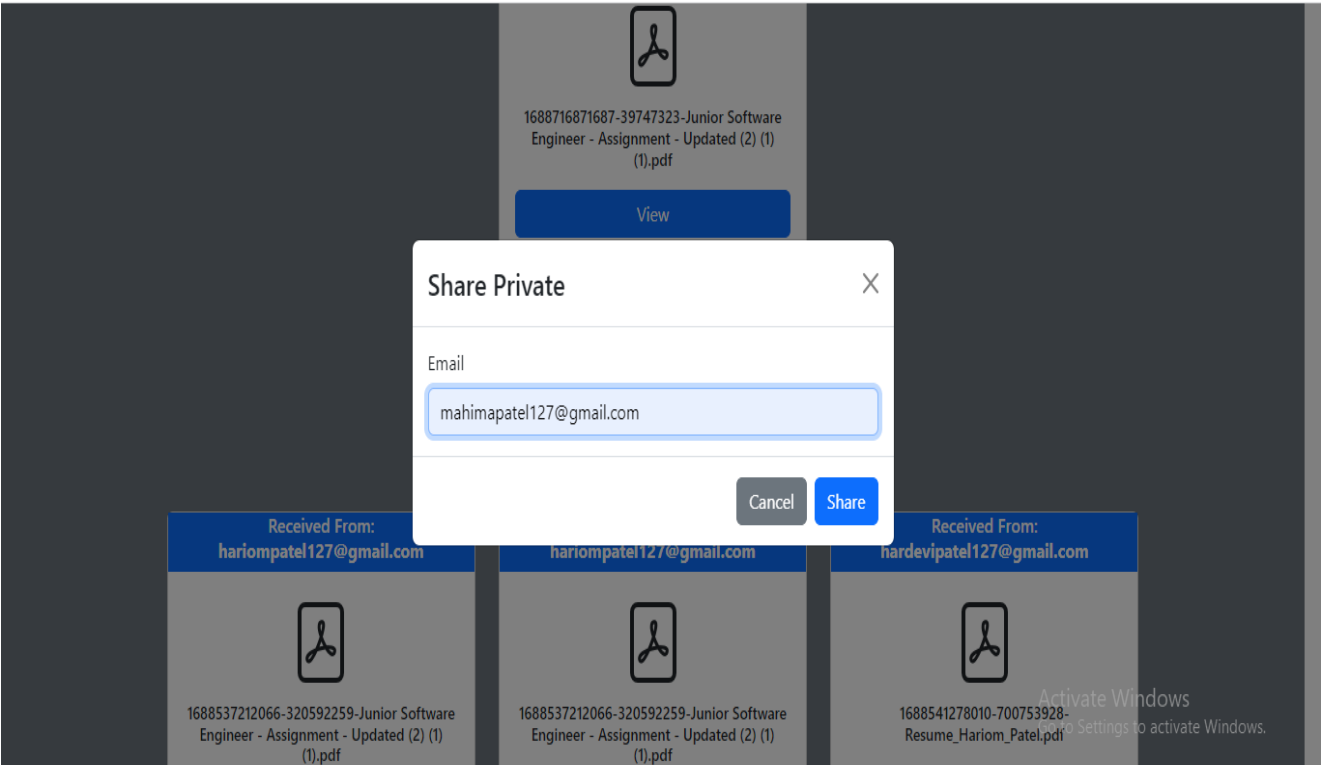 1688716871687-39747323-Junior Software
Engineer - Assignment - Updated (2) (1)
(1).pdf
View
Share Private
Email
mahimapatel127@gmail.com
Cancel
Share
Received From:
hariompatel127@gmail.com
hariompatel127@gmail.com
Received From:
hardevipatel127@gmail.com
1688537212066-320592259-Junior Software
Engineer - Assignment - Updated (2) (1)
(1).pdf
1688537212066-320592259-Junior Software
Engineer - Assignment - Updated (2) (1)
(1).pdf
1688541278010-700753928-
Resume_Hariom_Patel.pdf
Activate Windows
Go to Settings to activate Windows.